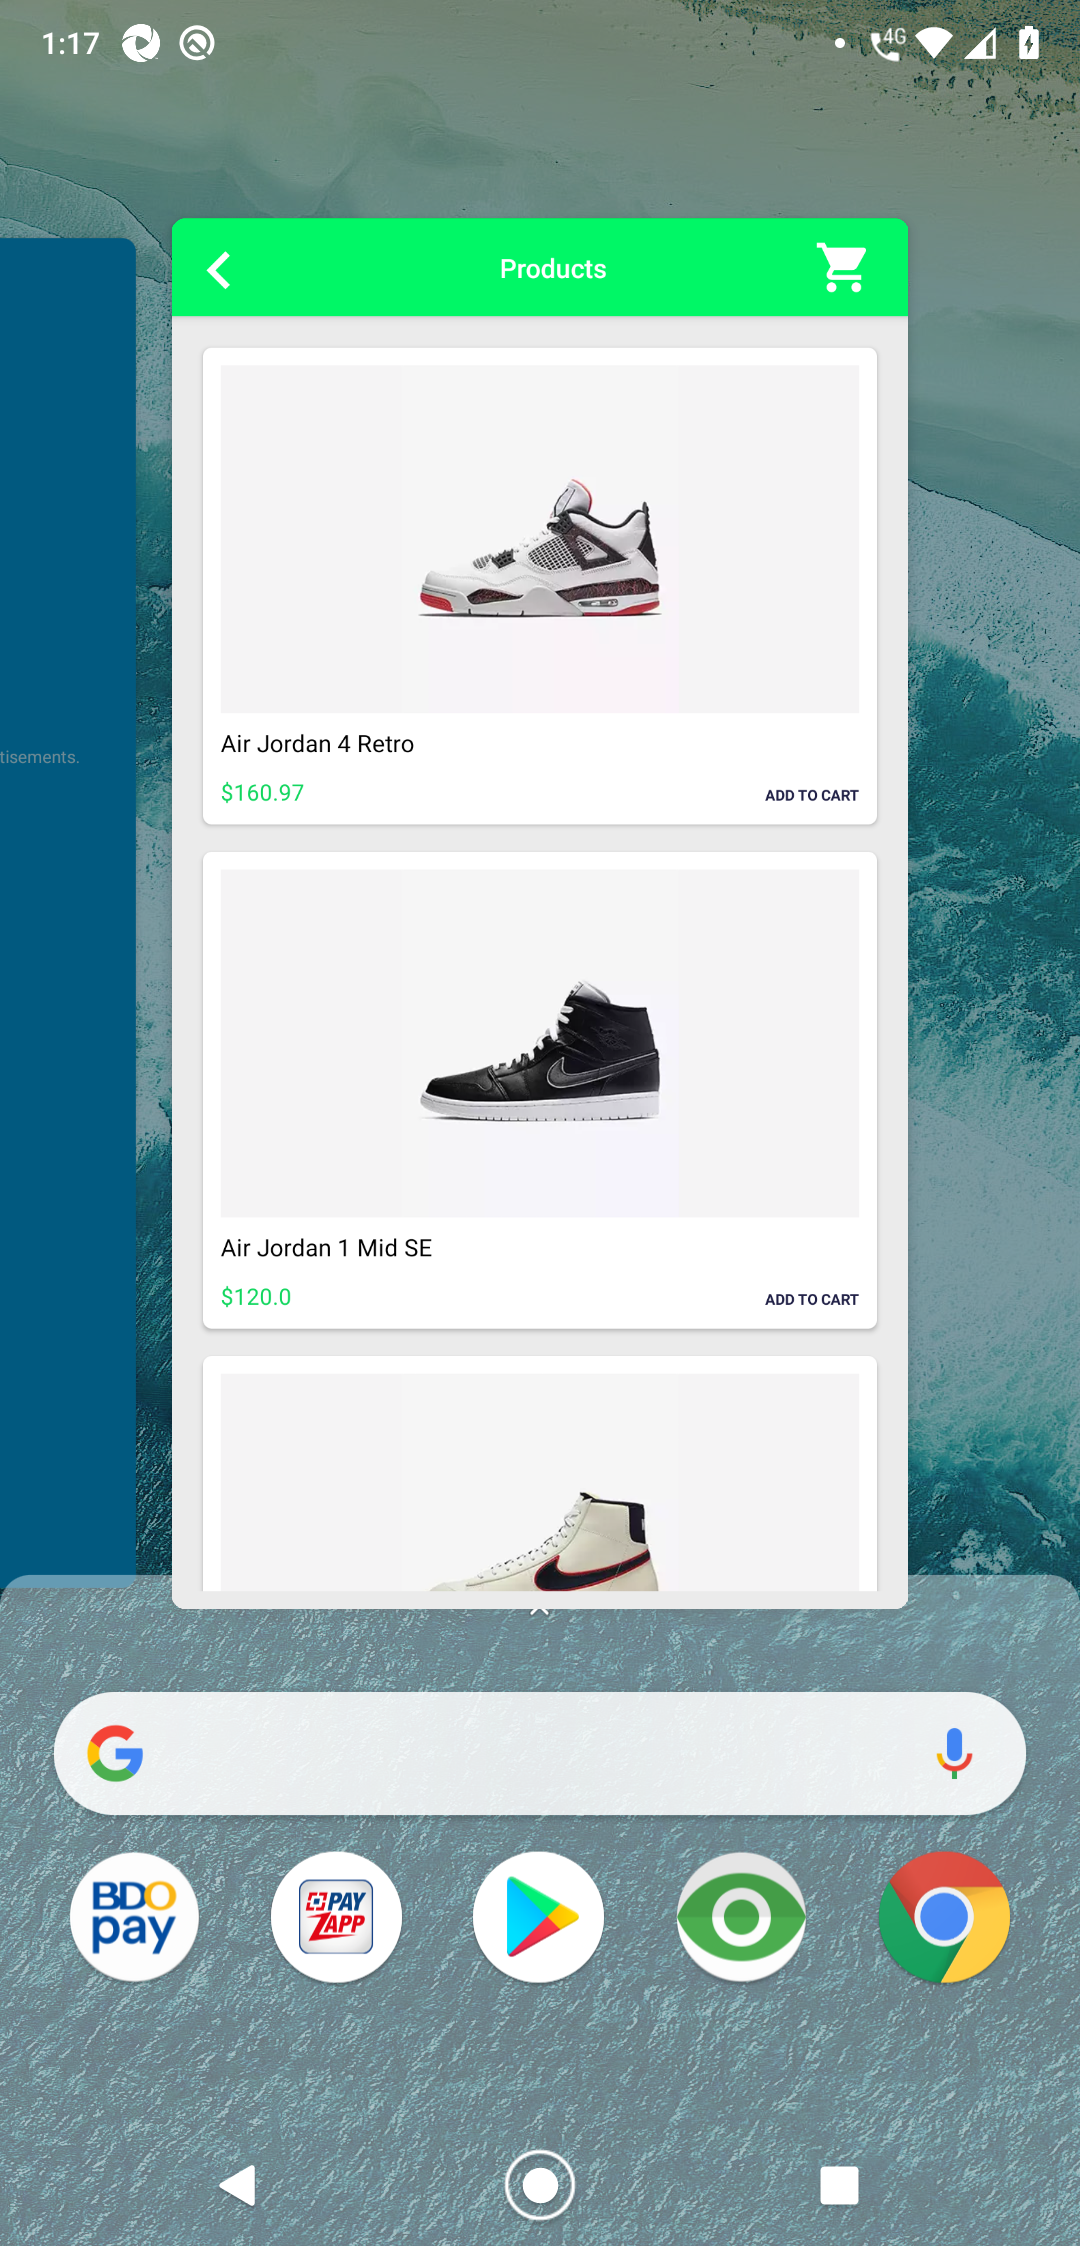 1:17
4G
Products
tisements.
Air Jordan 4 Retro
$160.97
ADD TO CART
Air Jordan 1 Mid SE
$120.0
ADD TO CART
BDO
pay
PAY
ZAPP